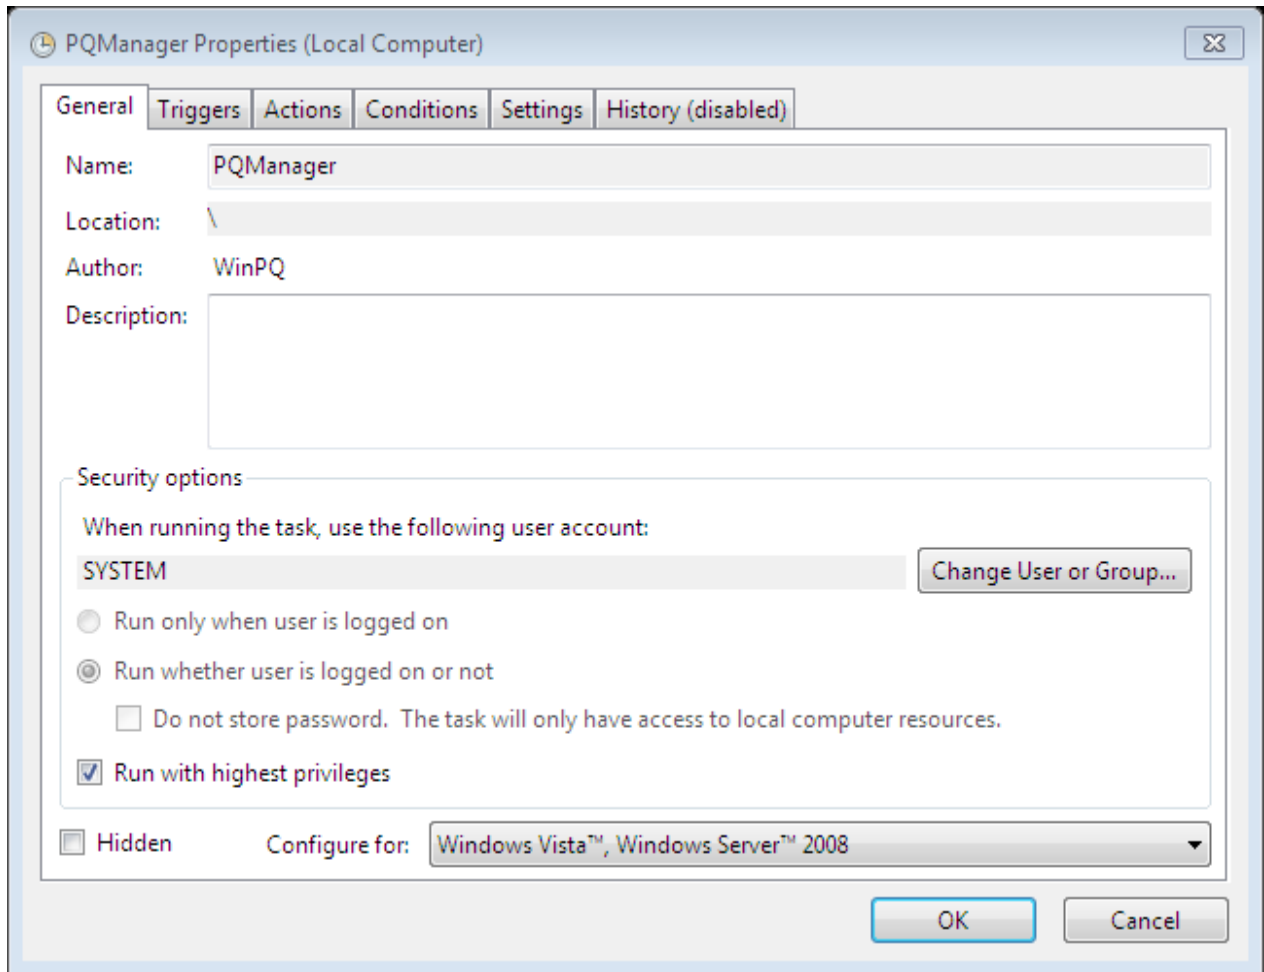 PQManager Properties (Local Computer)
General Triggers Actions Conditions Settings History (disabled)
Name: PQManager
Location: \
Author: WinPQ
Description:
Security options
When running the task, use the following user account:
SYSTEM Change User or Group...
Run only when user is logged on
Run whether user is logged on or not
Do not store password. The task will only have access to local computer resources.
Run with highest privileges
Hidden Configure for: Windows Vista™, Windows Server™ 2008
OK Cancel